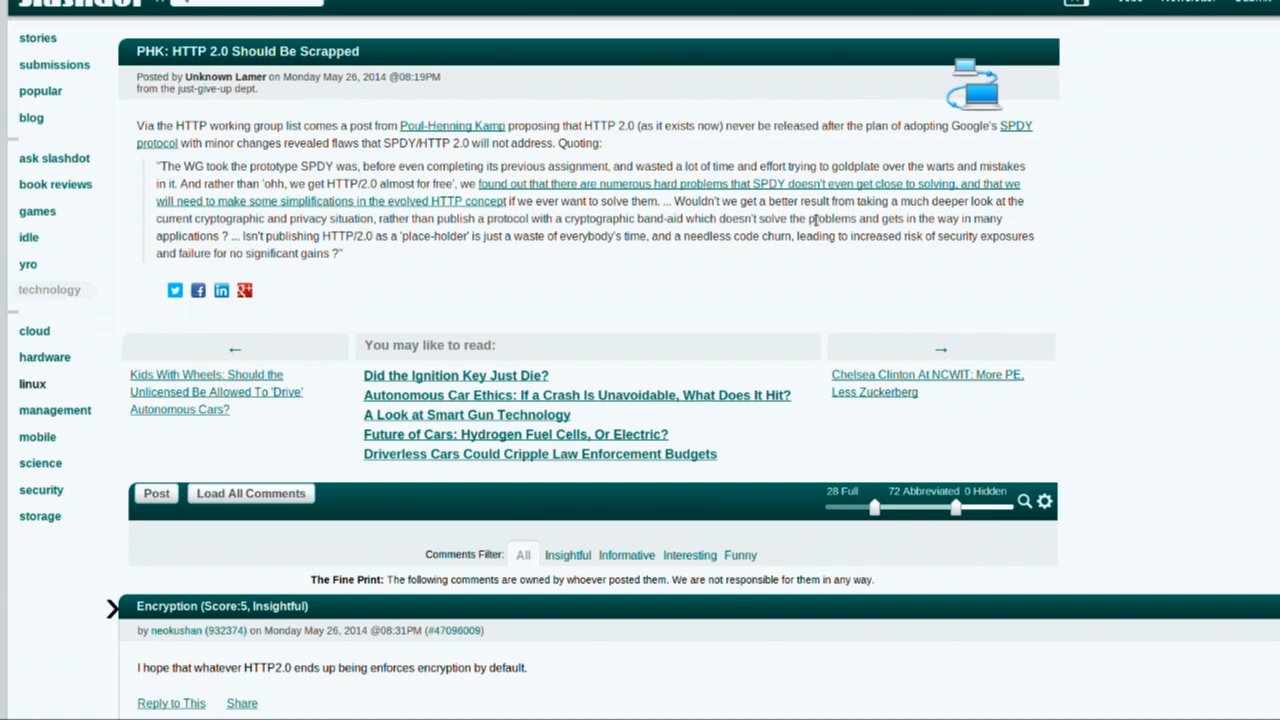 slashdot
stories
submissions
popular
blog
ask slashdot
book reviews
games
idle
yro
technology
cloud
hardware
linux
management
mobile
science
security
storage
PHK: HTTP 2.0 Should Be Scrapped
Posted by Unknown Lamer on Monday May 26, 2014 @08:19PM
from the just-give-up dept.
Via the HTTP working group list comes a post from Poul-Henning Kamp proposing that HTTP 2.0 (as it exists now) never be released after the plan of adopting Google's SPDY
protocol with minor changes revealed flaws that SPDY/HTTP 2.0 will not address. Quoting:
"The WG took the prototype SPDY was, before even completing its previous assignment, and wasted a lot of time and effort trying to goldplate over the warts and mistakes
in it. And rather than 'ohh, we get HTTP/2.0 almost for free', we found out that there are numerous hard problems that SPDY doesn't even get close to solving, and that we
will need to make some simplifications in the evolved HTTP concept if we ever want to solve them. ... Wouldn't we get a better result from taking a much deeper look at the
current cryptographic and privacy situation, rather than publish a protocol with a cryptographic band-aid which doesn't solve the problems and gets in the way in many
applications ? ... Isn't publishing HTTP/2.0 as a 'place-holder' is just a waste of everybody's time, and a needless code churn, leading to increased risk of security exposures
and failure for no significant gains ?"
←
Kids With Wheels: Should the
Unlicensed Be Allowed To 'Drive'
Autonomous Cars?
You may like to read:
Did the Ignition Key Just Die?
Autonomous Car Ethics: If a Crash Is Unavoidable, What Does It Hit?
A Look at Smart Gun Technology
Future of Cars: Hydrogen Fuel Cells, Or Electric?
Driverless Cars Could Cripple Law Enforcement Budgets
→
Chelsea Clinton At NCWIT: More PE,
Less Zuckerberg
Post Load All Comments 28 Full 72 Abbreviated 0 Hidden
Comments Filter: All Insightful Informative Interesting Funny
The Fine Print: The following comments are owned by whoever posted them. We are not responsible for them in any way.
Encryption (Score:5, Insightful)
by neokushan (932374) on Monday May 26, 2014 @08:31PM (#47096009)
I hope that whatever HTTP2.0 ends up being enforces encryption by default.
Reply to This Share